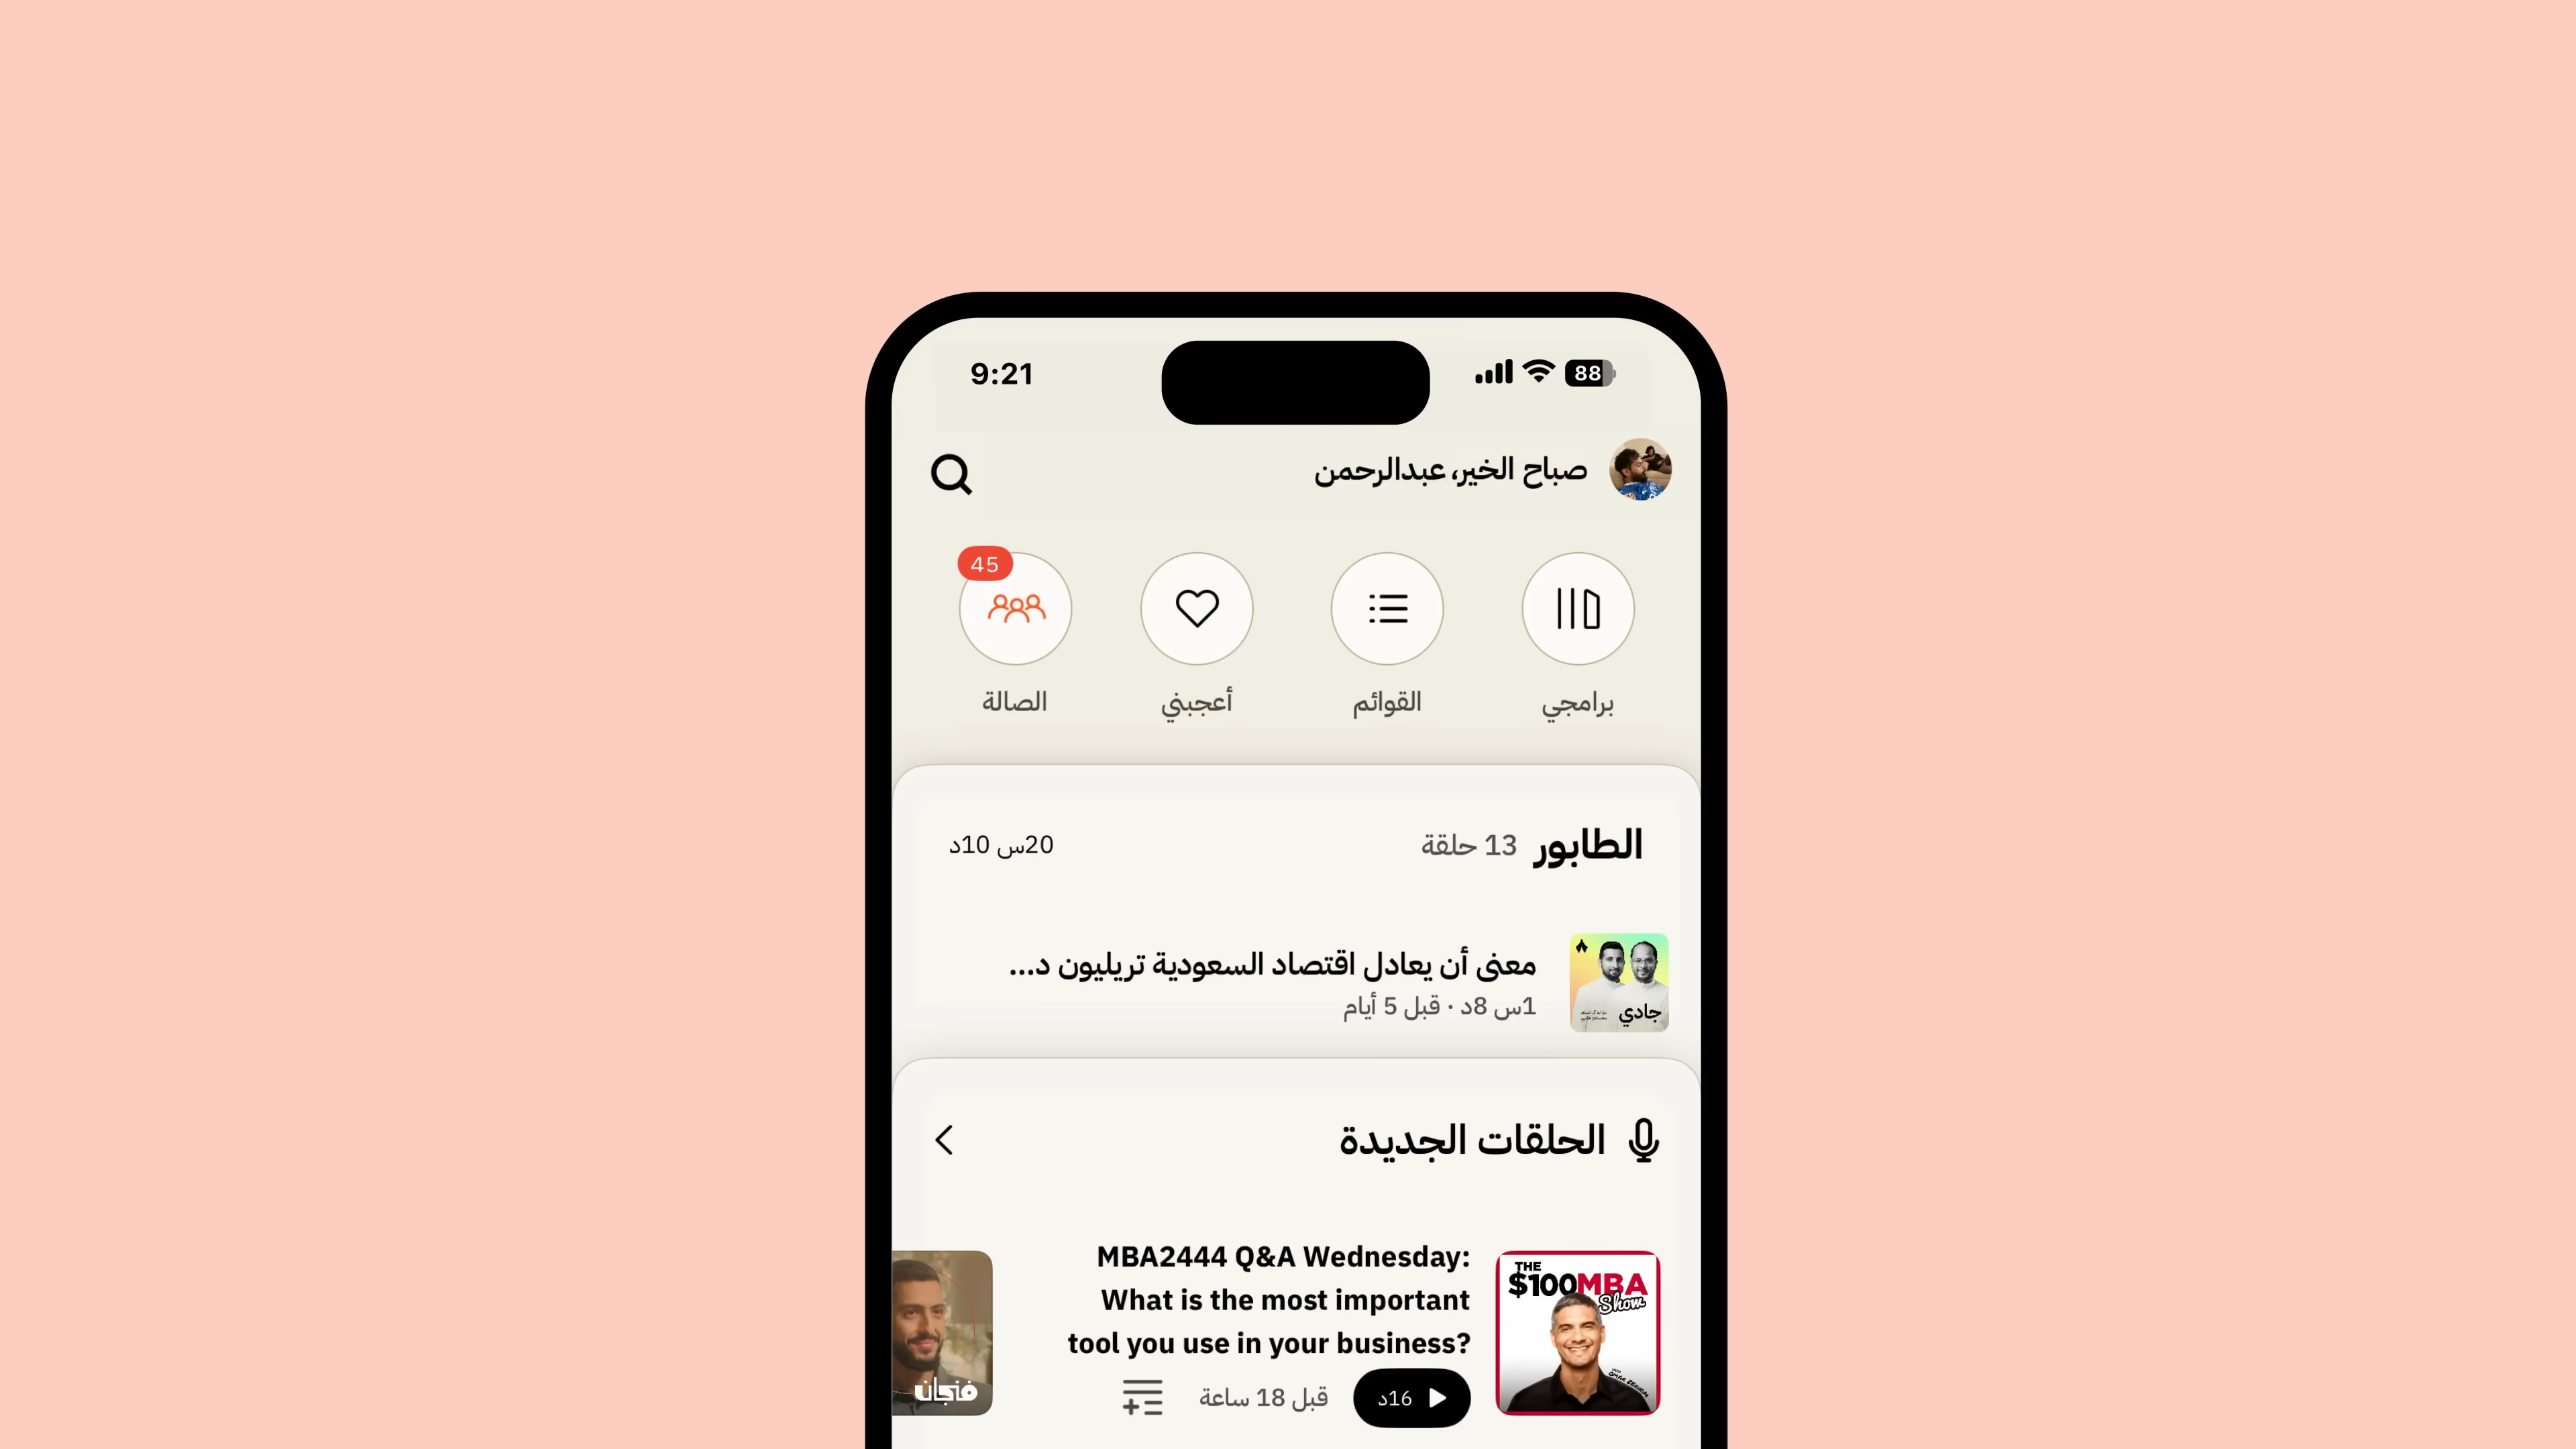 9:21
88
صباح الخير، عبدالرحمن
برامجي
القوائم
أعجبني
الصالة
45
الطابور 13 حلقة
20س 10د
معنى أن يعادل اقتصاد السعودية تريليون د...
1س 8د · قبل 5 أيام
جادي
الحلقات الجديدة
THE
$100MBA
Show
MBA2444 Q&A Wednesday:
What is the most important
tool you use in your business?
16د
قبل 18 ساعة
فنجان